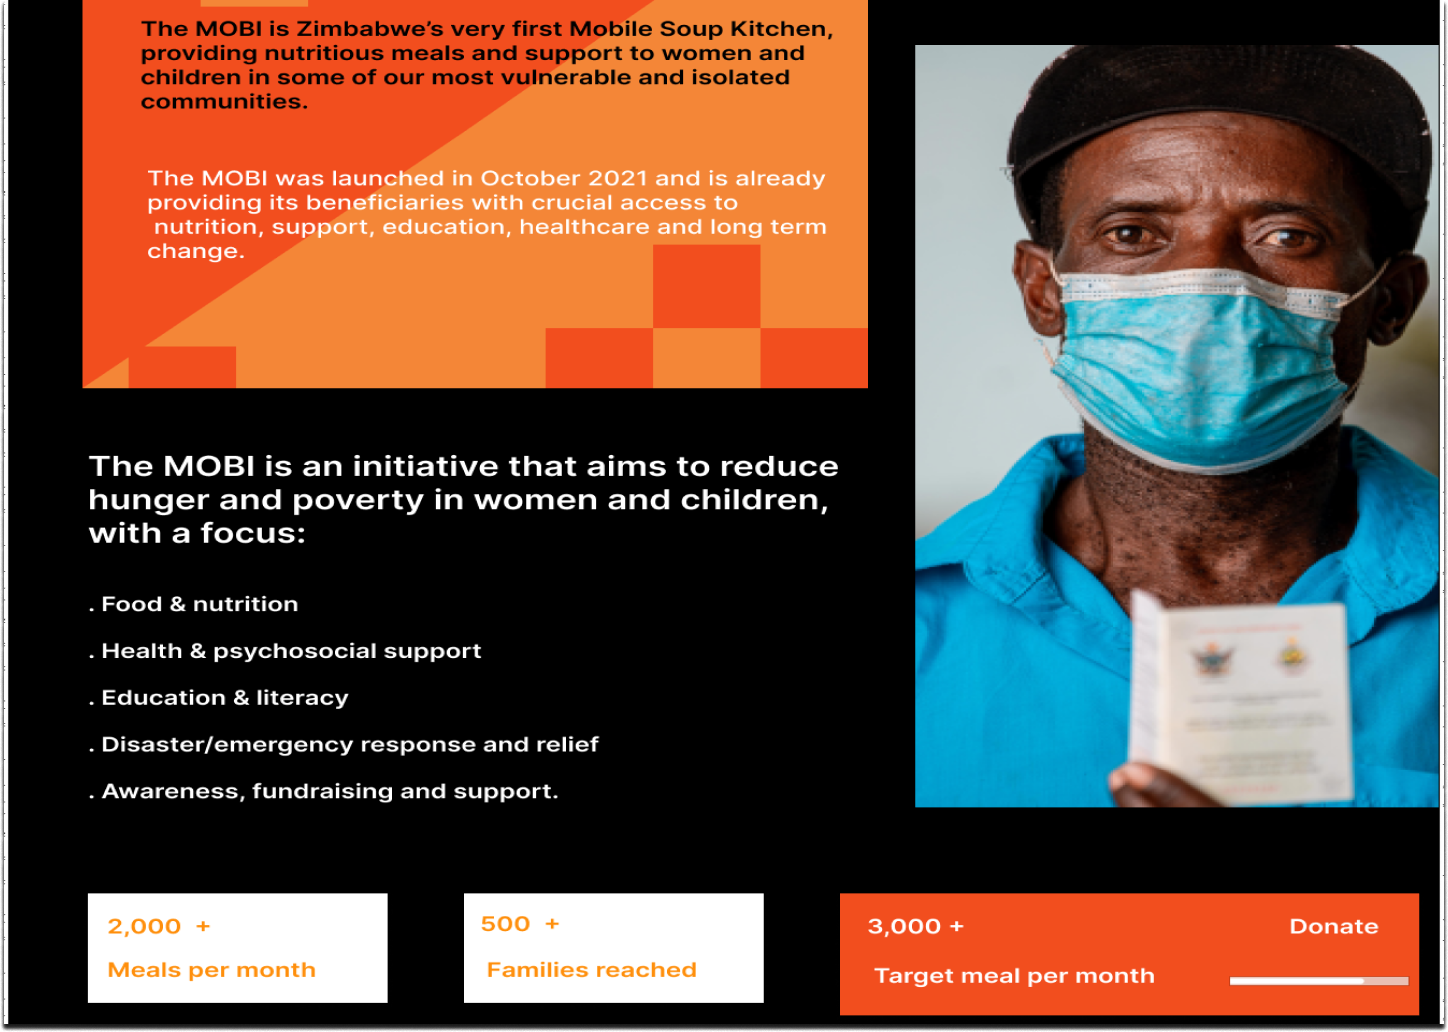 The MOBI is Zimbabwe’s very first Mobile Soup Kitchen,
providing nutritious meals and support to women and
children in some of our most vulnerable and isolated
communities.
The MOBI was launched in October 2021 and is already
providing its beneficiaries with crucial access to
nutrition, support, education, healthcare and long term
change.
The MOBI is an initiative that aims to reduce
hunger and poverty in women and children,
with a focus:
. Food & nutrition
. Health & psychosocial support
. Education & literacy
. Disaster/emergency response and relief
. Awareness, fundraising and support.
2,000 +
Meals per month
500 +
Families reached
3,000 +
Donate
Target meal per month